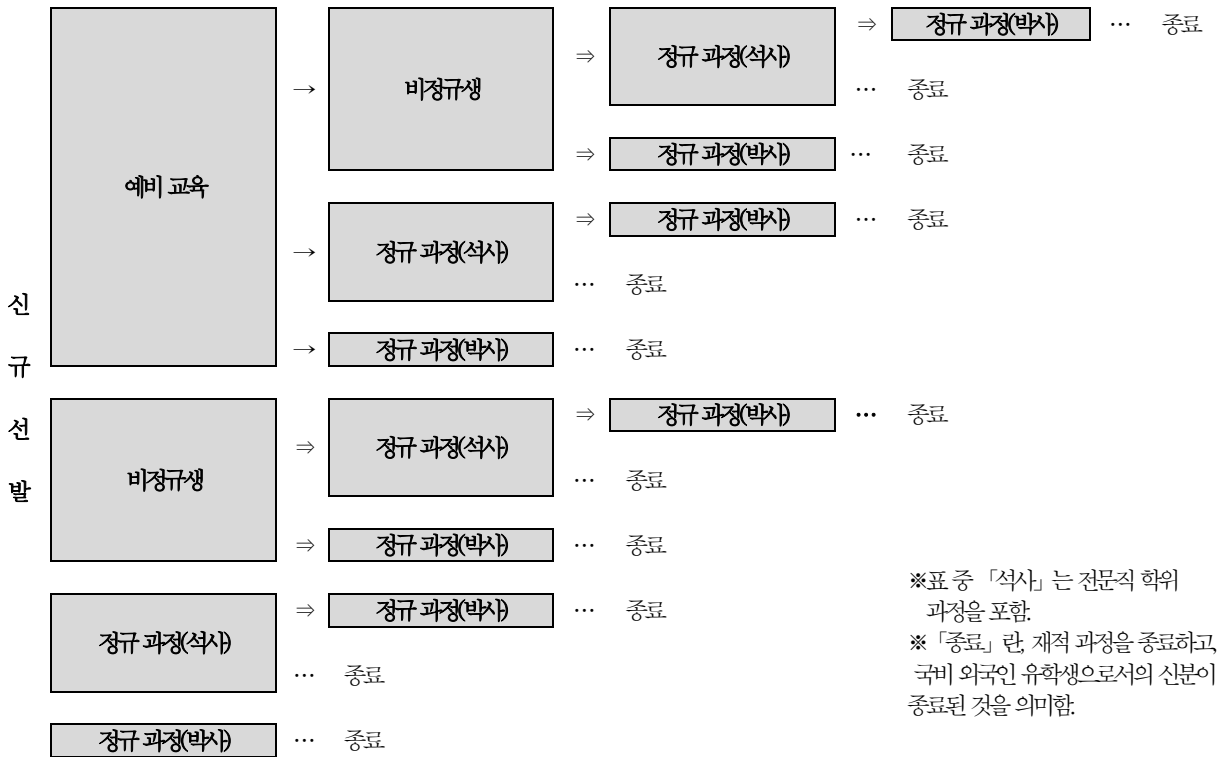 ⇒ 정규 과정(박사) … 종료
⇒ 정규 과정(석사)
→ 비정규생
… 종료
⇒ 정규 과정(박사) … 종료
예비 교육
⇒ 정규 과정(박사) … 종료
→ 정규 과정(석사)
… 종료
→ 정규 과정(박사) … 종료
신
규
선
발
⇒ 정규 과정(박사) … 종료
⇒ 정규 과정(석사)
비정규생
… 종료
⇒ 정규 과정(박사) … 종료
⇒ 정규 과정(박사) … 종료
정규 과정(석사)
… 종료
정규 과정(박사) … 종료
※표 중 「석사」는 전문직 학위
과정을 포함.
※「종료」란, 재적 과정을 종료하고,
국비 외국인 유학생으로서의 신분이
종료된 것을 의미함.